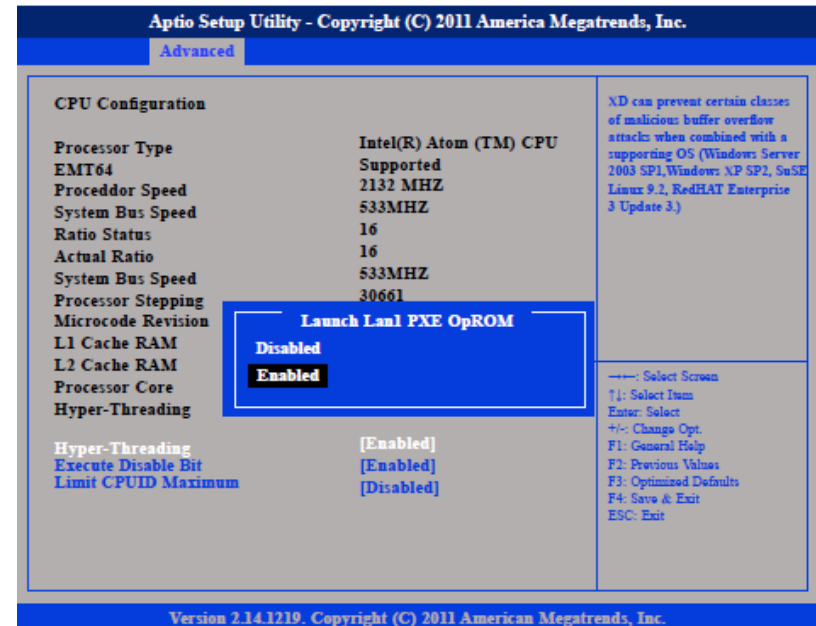 Aptio Setup Utility - Copyright (C) 2011 America Megatrends, Inc.
Advanced
CPU Configuration
Processor Type Intel(R) Atom (TM) CPU
EMT64 Supported
Proceddor Speed 2132 MHZ
System Bus Speed 533MHZ
Ratio Status 16
Actual Ratio 16
System Bus Speed 533MHZ
Processor Stepping 30661
Microcode Revision
L1 Cache RAM
L2 Cache RAM
Processor Core
Hyper-Threading
Launch Lan1 PXE OpROM
Disabled
Enabled
Hyper-Threading [Enabled]
Execute Disable Bit [Enabled]
Limit CPUID Maximum [Disabled]
XD can prevent certain classes
of malicious buffer overflow
attacks when combined with a
supporting OS (Windows Server
2003 SP1,Windows XP SP2, SuSE
Linux 9.2, RedHAT Enterprise
3 Update 3.)
→←: Select Screen
↑↓: Select Item
Enter: Select
+/-: Change Opt.
F1: General Help
F2: Previous Values
F3: Optimized Defaults
F4: Save & Exit
ESC: Exit
Version 2.14.1219. Copyright (C) 2011 American Megatrends, Inc.